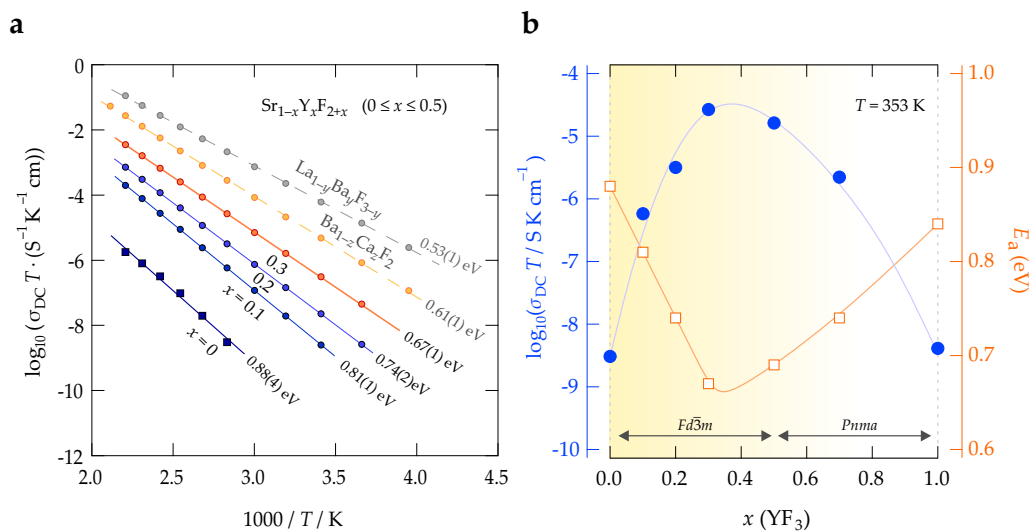 a
0
-2
-4
-6
-8
-10
-12
log₁₀ (σ_DC T · (S⁻¹K⁻¹ cm))
Sr₁₋ₓYₓF₂₊ₓ (0 ≤ x ≤ 0.5)
La₁₋yBayF₃₋y
Ba₁₋zCazF₂
0.53(1) eV
0.61(1) eV
0.3
0.2
x = 0.1
x = 0
0.67(1) eV
0.74(2)eV
0.81(1) eV
0.88(4) eV
2.0 2.5 3.0 3.5 4.0 4.5
1000 / T / K
b
-4
-5
-6
-7
-8
-9
-10
log₁₀(σ_DC T / S K cm⁻¹)
T = 353 K
Fd3̅m
Pnma
1.0
0.9
0.8
0.7
0.6
Eₐ (eV)
0.0 0.2 0.4 0.6 0.8 1.0
x (YF₃)